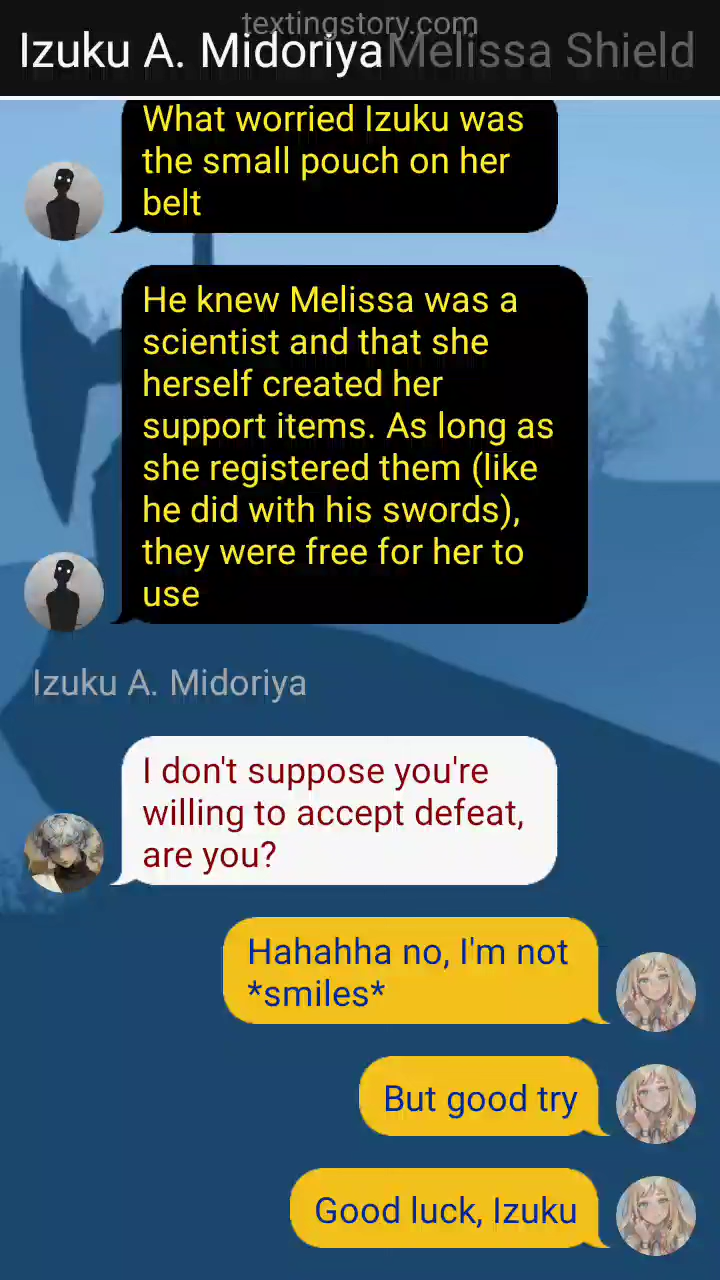 textingstory.com
Izuku A. Midoriya Melissa Shield
What worried Izuku was
the small pouch on her
belt
He knew Melissa was a
scientist and that she
herself created her
support items. As long as
she registered them (like
he did with his swords),
they were free for her to
use
Izuku A. Midoriya
I don't suppose you're
willing to accept defeat,
are you?
Hahahha no, I'm not
*smiles*
But good try
Good luck, Izuku